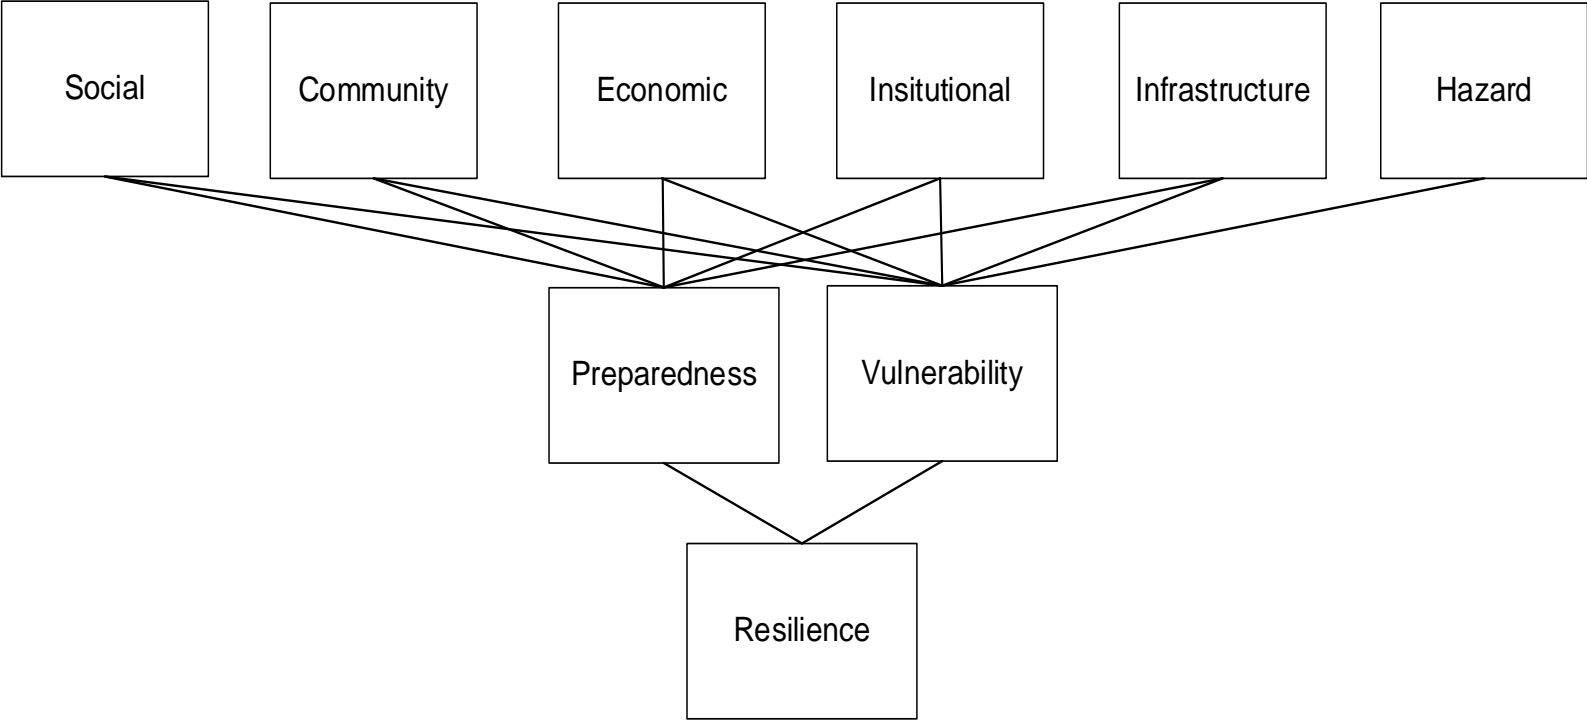 Social
Community
Economic
Insitutional
Infrastructure
Hazard
Preparedness
Vulnerability
Resilience